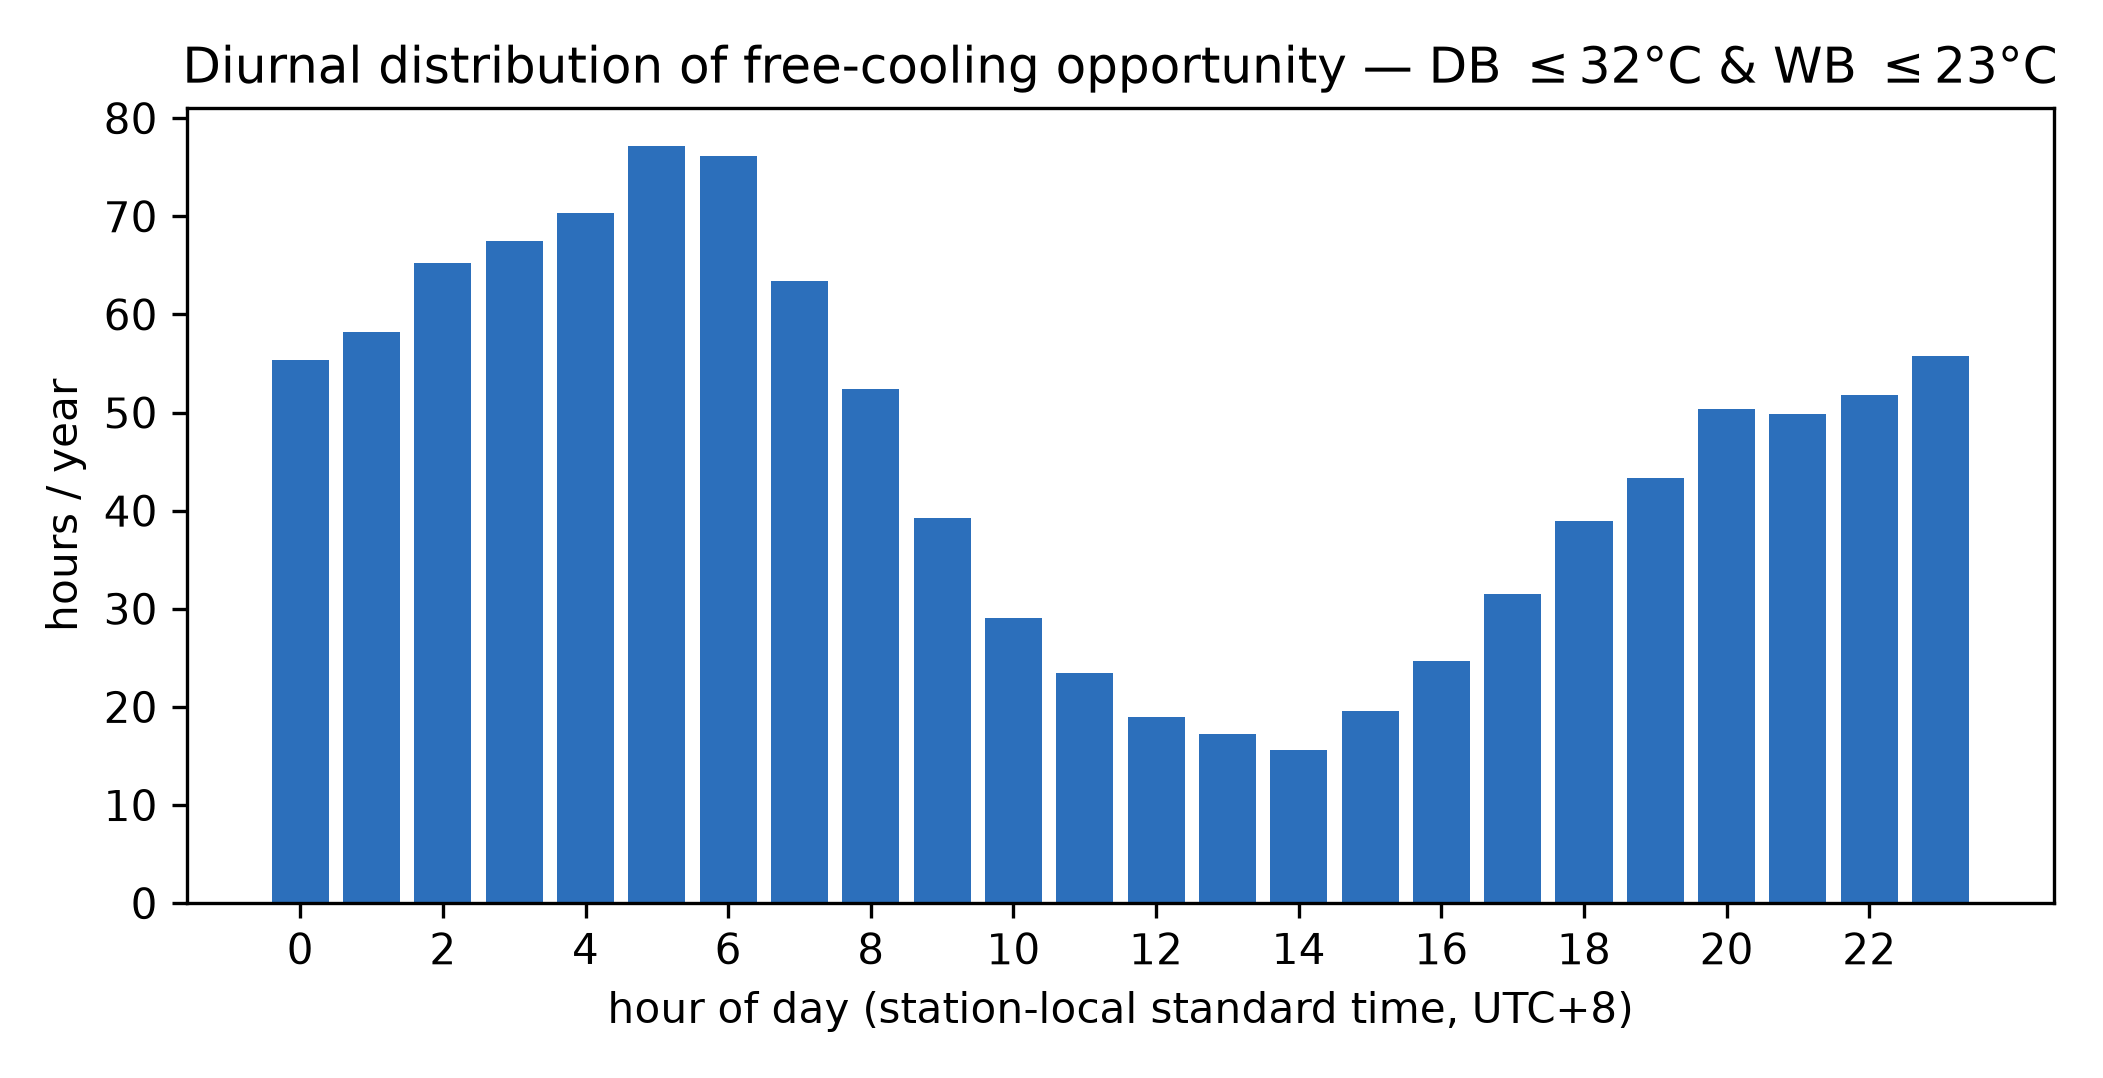 Diurnal distribution of free-cooling opportunity — DB ≤ 32°C & WB ≤ 23°C
80
70
60
50
40
30
20
10
0
hours / year
0 2 4 6 8 10 12 14 16 18 20 22
hour of day (station-local standard time, UTC+8)